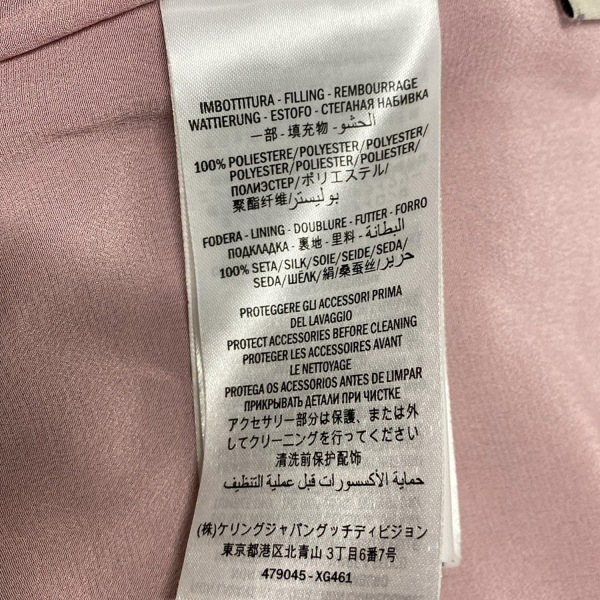 IMBOTTITURA - FILLING - REMBOURRAGE
WATTIERUNG - ESTOFO - СТЕГАНАЯ НАБИВКА
一部 - 填充物 - الحشو
100% POLIESTERE/POLYESTER/POLYESTER/
POLYESTER/POLIESTER/POLIESTER/
ПОЛИЭСТЕР/ポリエステル/
聚酯纤维/بوليستر
FODERA - LINING - DOUBLURE - FUTTER - FORRO
ПОДКЛАДКА - 裏地 - 里料 - البطانة
100% SETA/SILK/SOIE/SEIDE/SEDA/
SEDA/ШЁЛК/絹/桑蚕丝/حرير
PROTEGGERE GLI ACCESSORI PRIMA
DEL LAVAGGIO
PROTECT ACCESSORIES BEFORE CLEANING
PROTEGER LES ACCESSOIRES AVANT
LE NETTOYAGE
PROTEGA OS ACESSORIOS ANTES DE LIMPAR
ПРИКРЫВАТЬ ДЕТАЛИ ПРИ ЧИСТКЕ
アクセサリー部分は保護、または外
してクリーニングを行ってください
清洗前保护配饰
حماية الأكسسورات قبل عملية التنظيف
(株)ケリングジャパングッチディビジョン
東京都港区北青山3丁目6番7号
479045-XG461